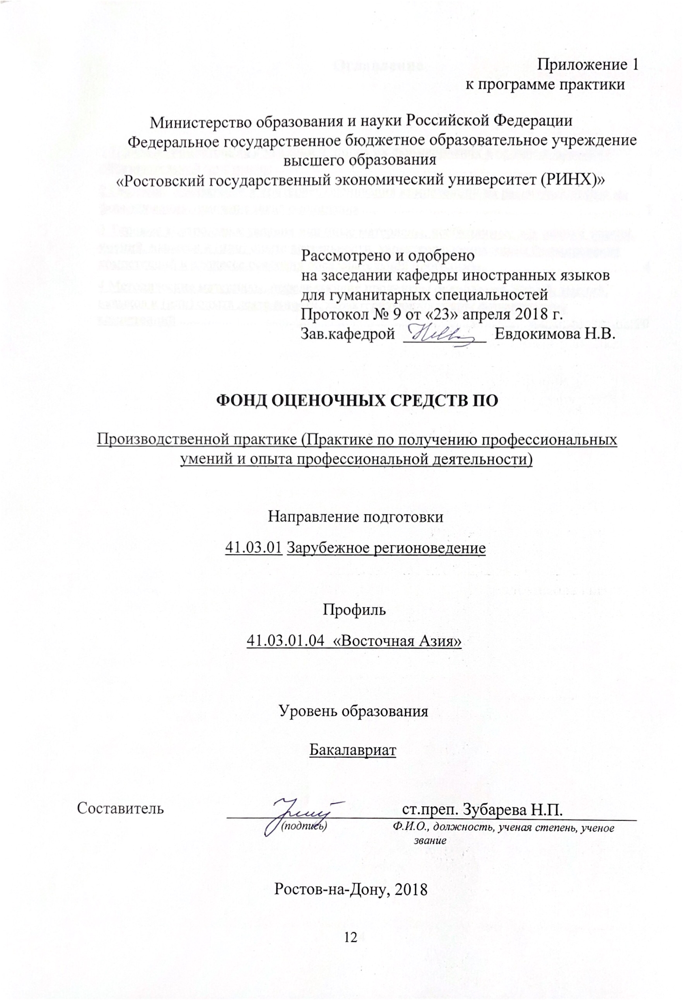 Приложение 1
к программе практики
Министерство образования и науки Российской Федерации
Федеральное государственное бюджетное образовательное учреждение
высшего образования
«Ростовский государственный экономический университет (РИНХ)»
Рассмотрено и одобрено
на заседании кафедры иностранных языков
для гуманитарных специальностей
Протокол № 9 от «23» апреля 2018 г.
Зав.кафедрой Евдокимова Н.В.
ФОНД ОЦЕНОЧНЫХ СРЕДСТВ ПО
Производственной практике (Практике по получению профессиональных
умений и опыта профессиональной деятельности)
Направление подготовки
41.03.01 Зарубежное регионоведение
Профиль
41.03.01.04 «Восточная Азия»
Уровень образования
Бакалавриат
Составитель ст.преп. Зубарева Н.П.
(подпись) Ф.И.О., должность, ученая степень, ученое
звание
Ростов-на-Дону, 2018
12